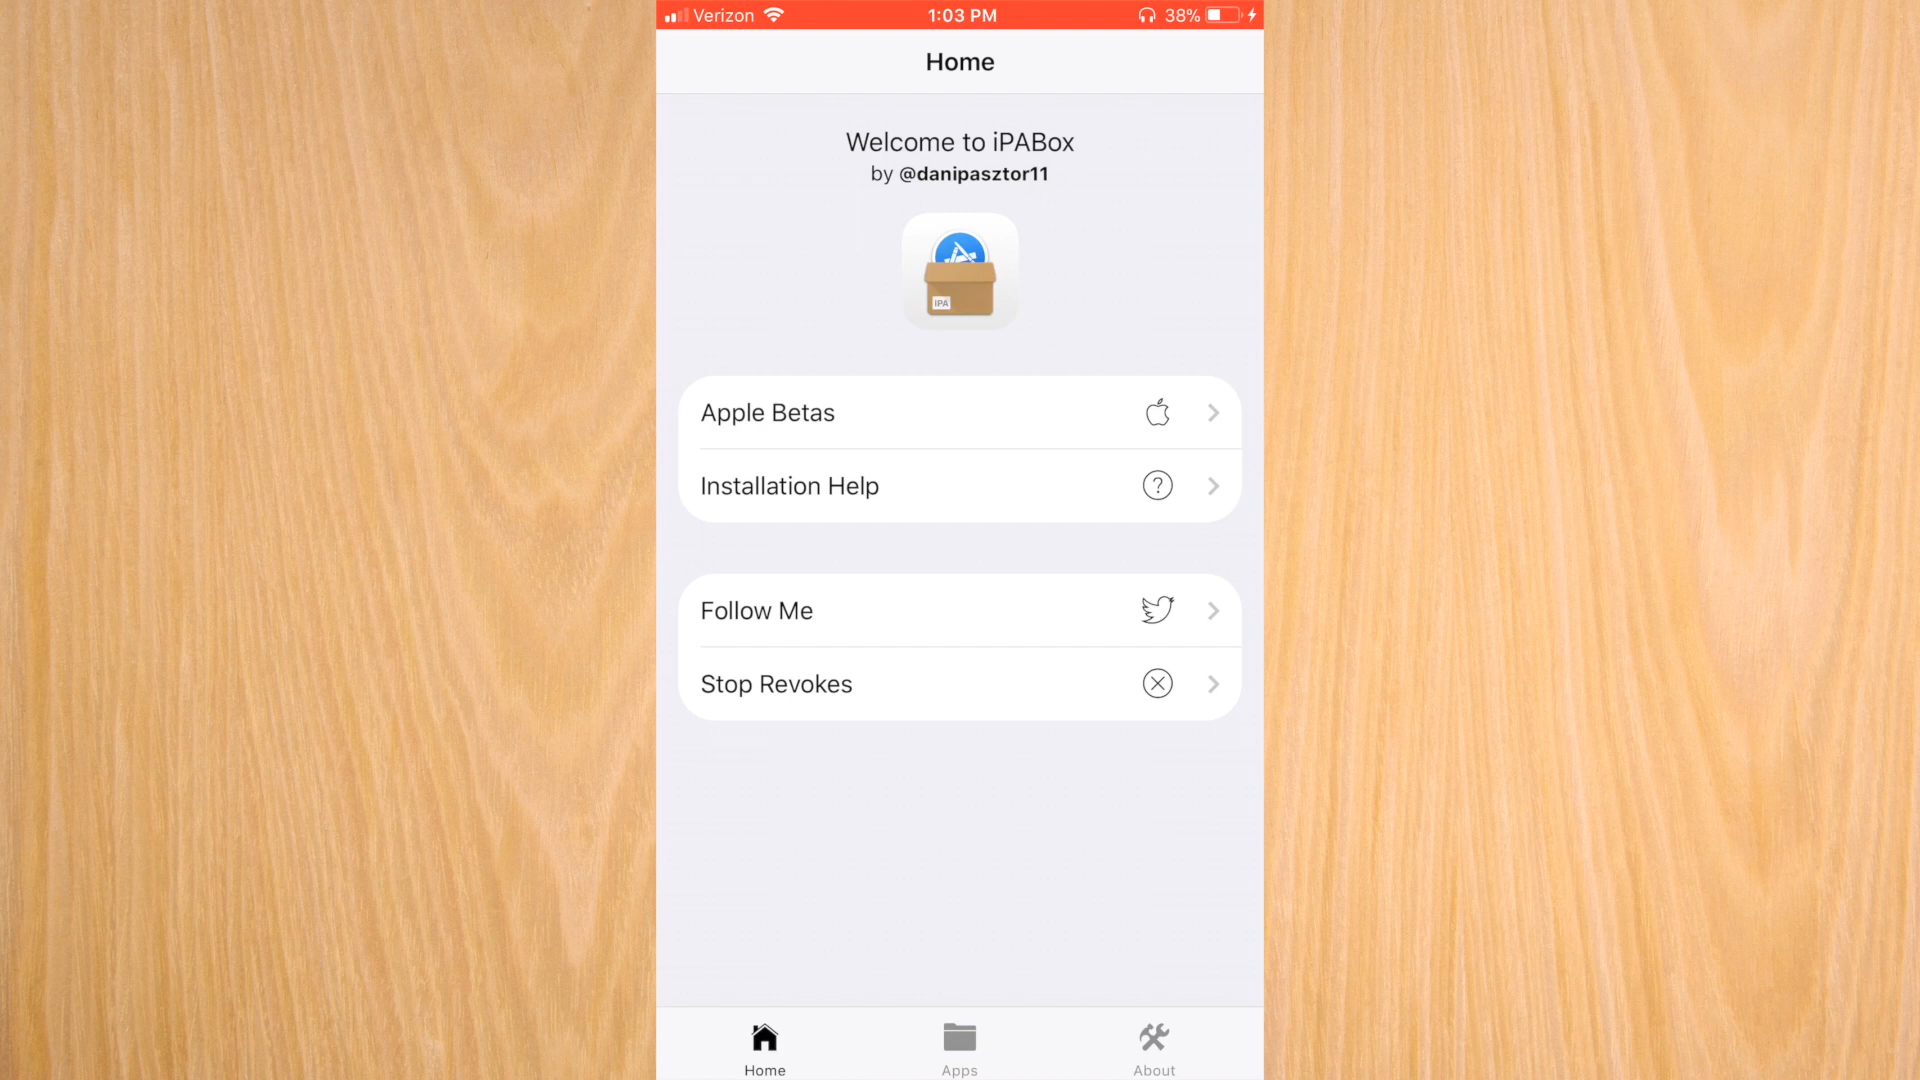 Verizon 1:03 PM 38%
Home
Welcome to iPABox
by @danipasztor11
IPA
Apple Betas
Installation Help
?
Follow Me
Stop Revokes
Home Apps About